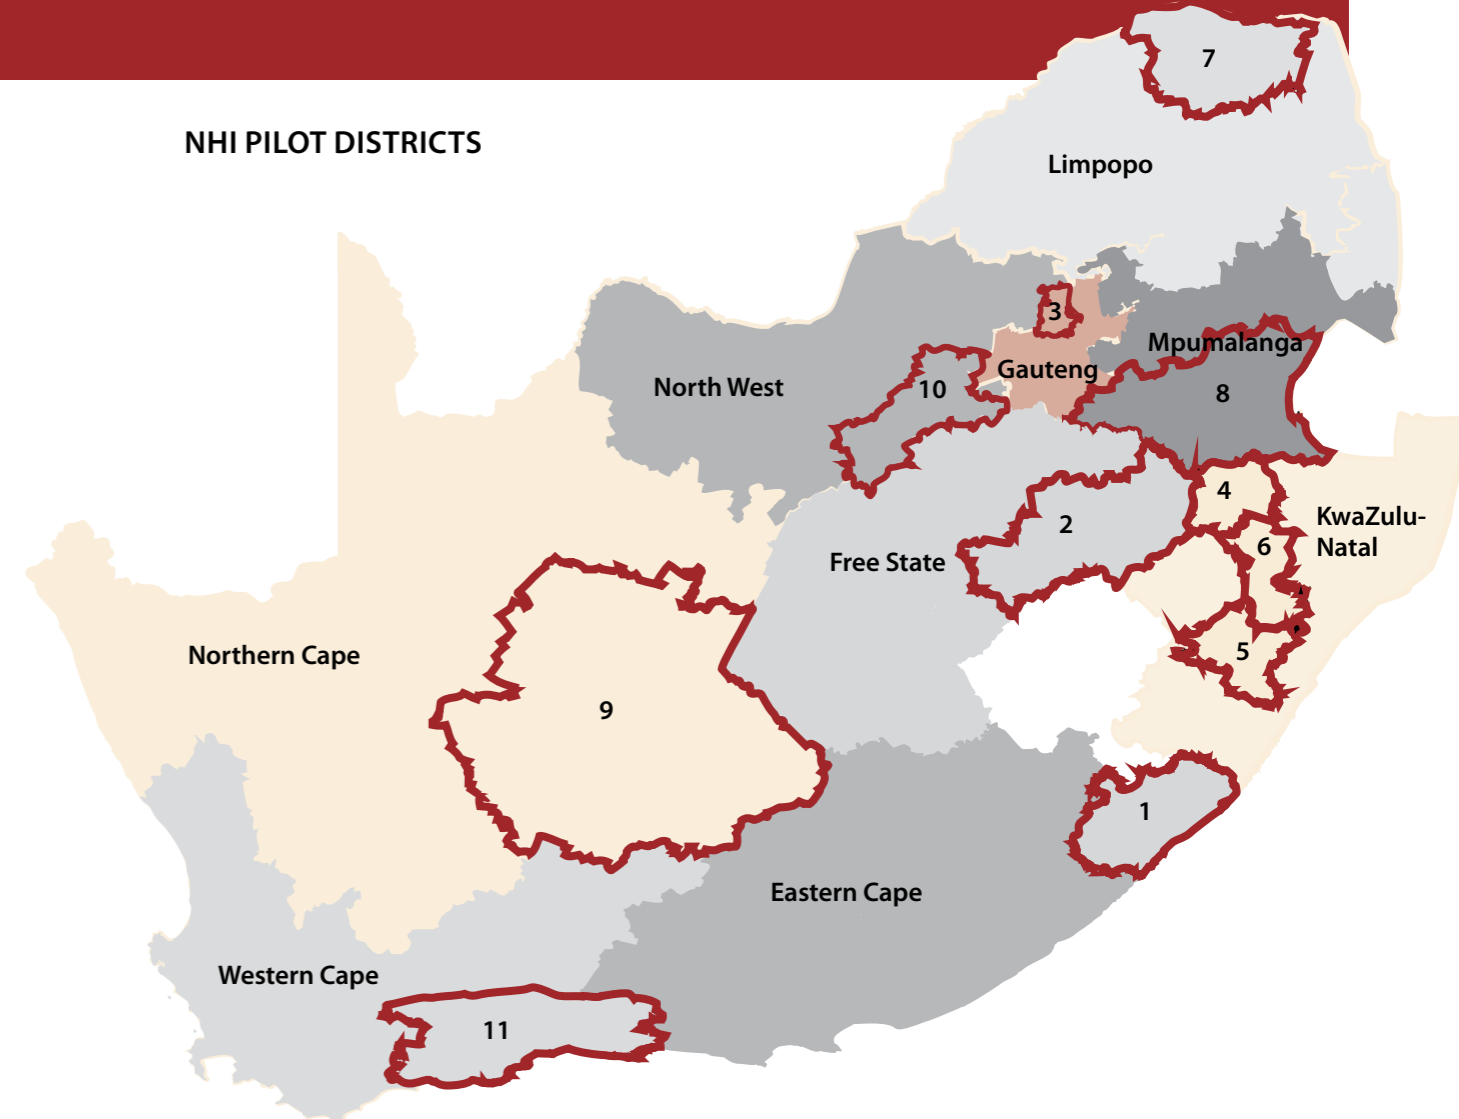 NHI PILOT DISTRICTS
7
Limpopo
3
Mpumalanga
Gauteng
North West
10
8
4
KwaZulu-
Natal
2
6
Free State
Northern Cape
5
9
1
Eastern Cape
Western Cape
11